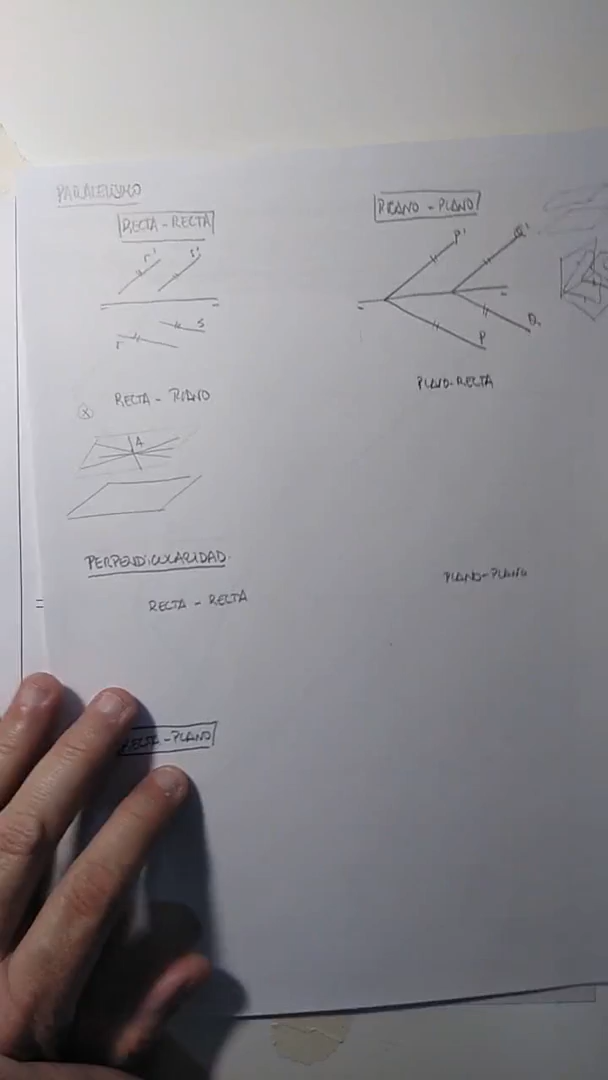 PARALELISMO
RECTA - RECTA
r' s'
s
r
PLANO - PLANO
P' Q'
Q
P
RECTA - PLANO
A
PLANO-RECTA
PERPENDICULARIDAD.
RECTA - RECTA
PLANO-PLANO
RECTA-PLANO